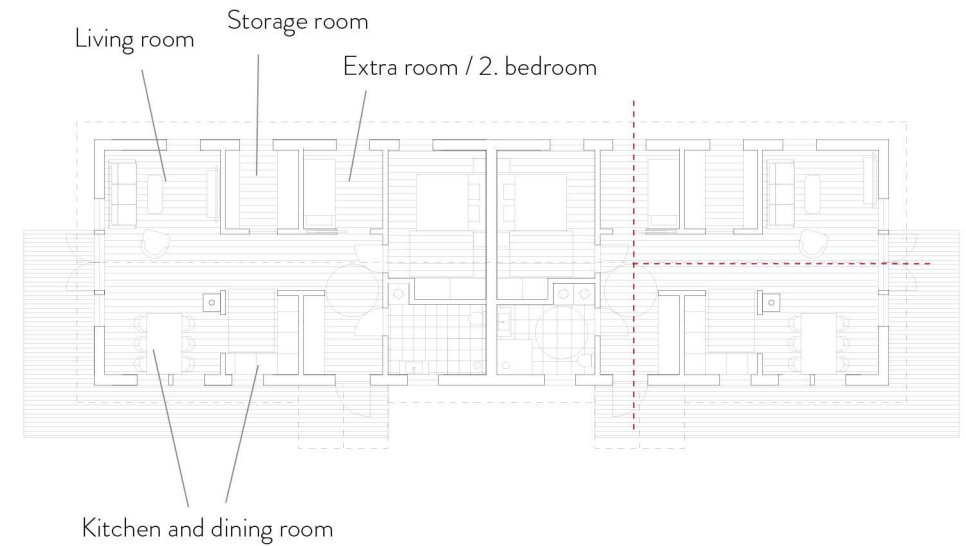 Storage room
Living room
Extra room / 2. bedroom
Kitchen and dining room